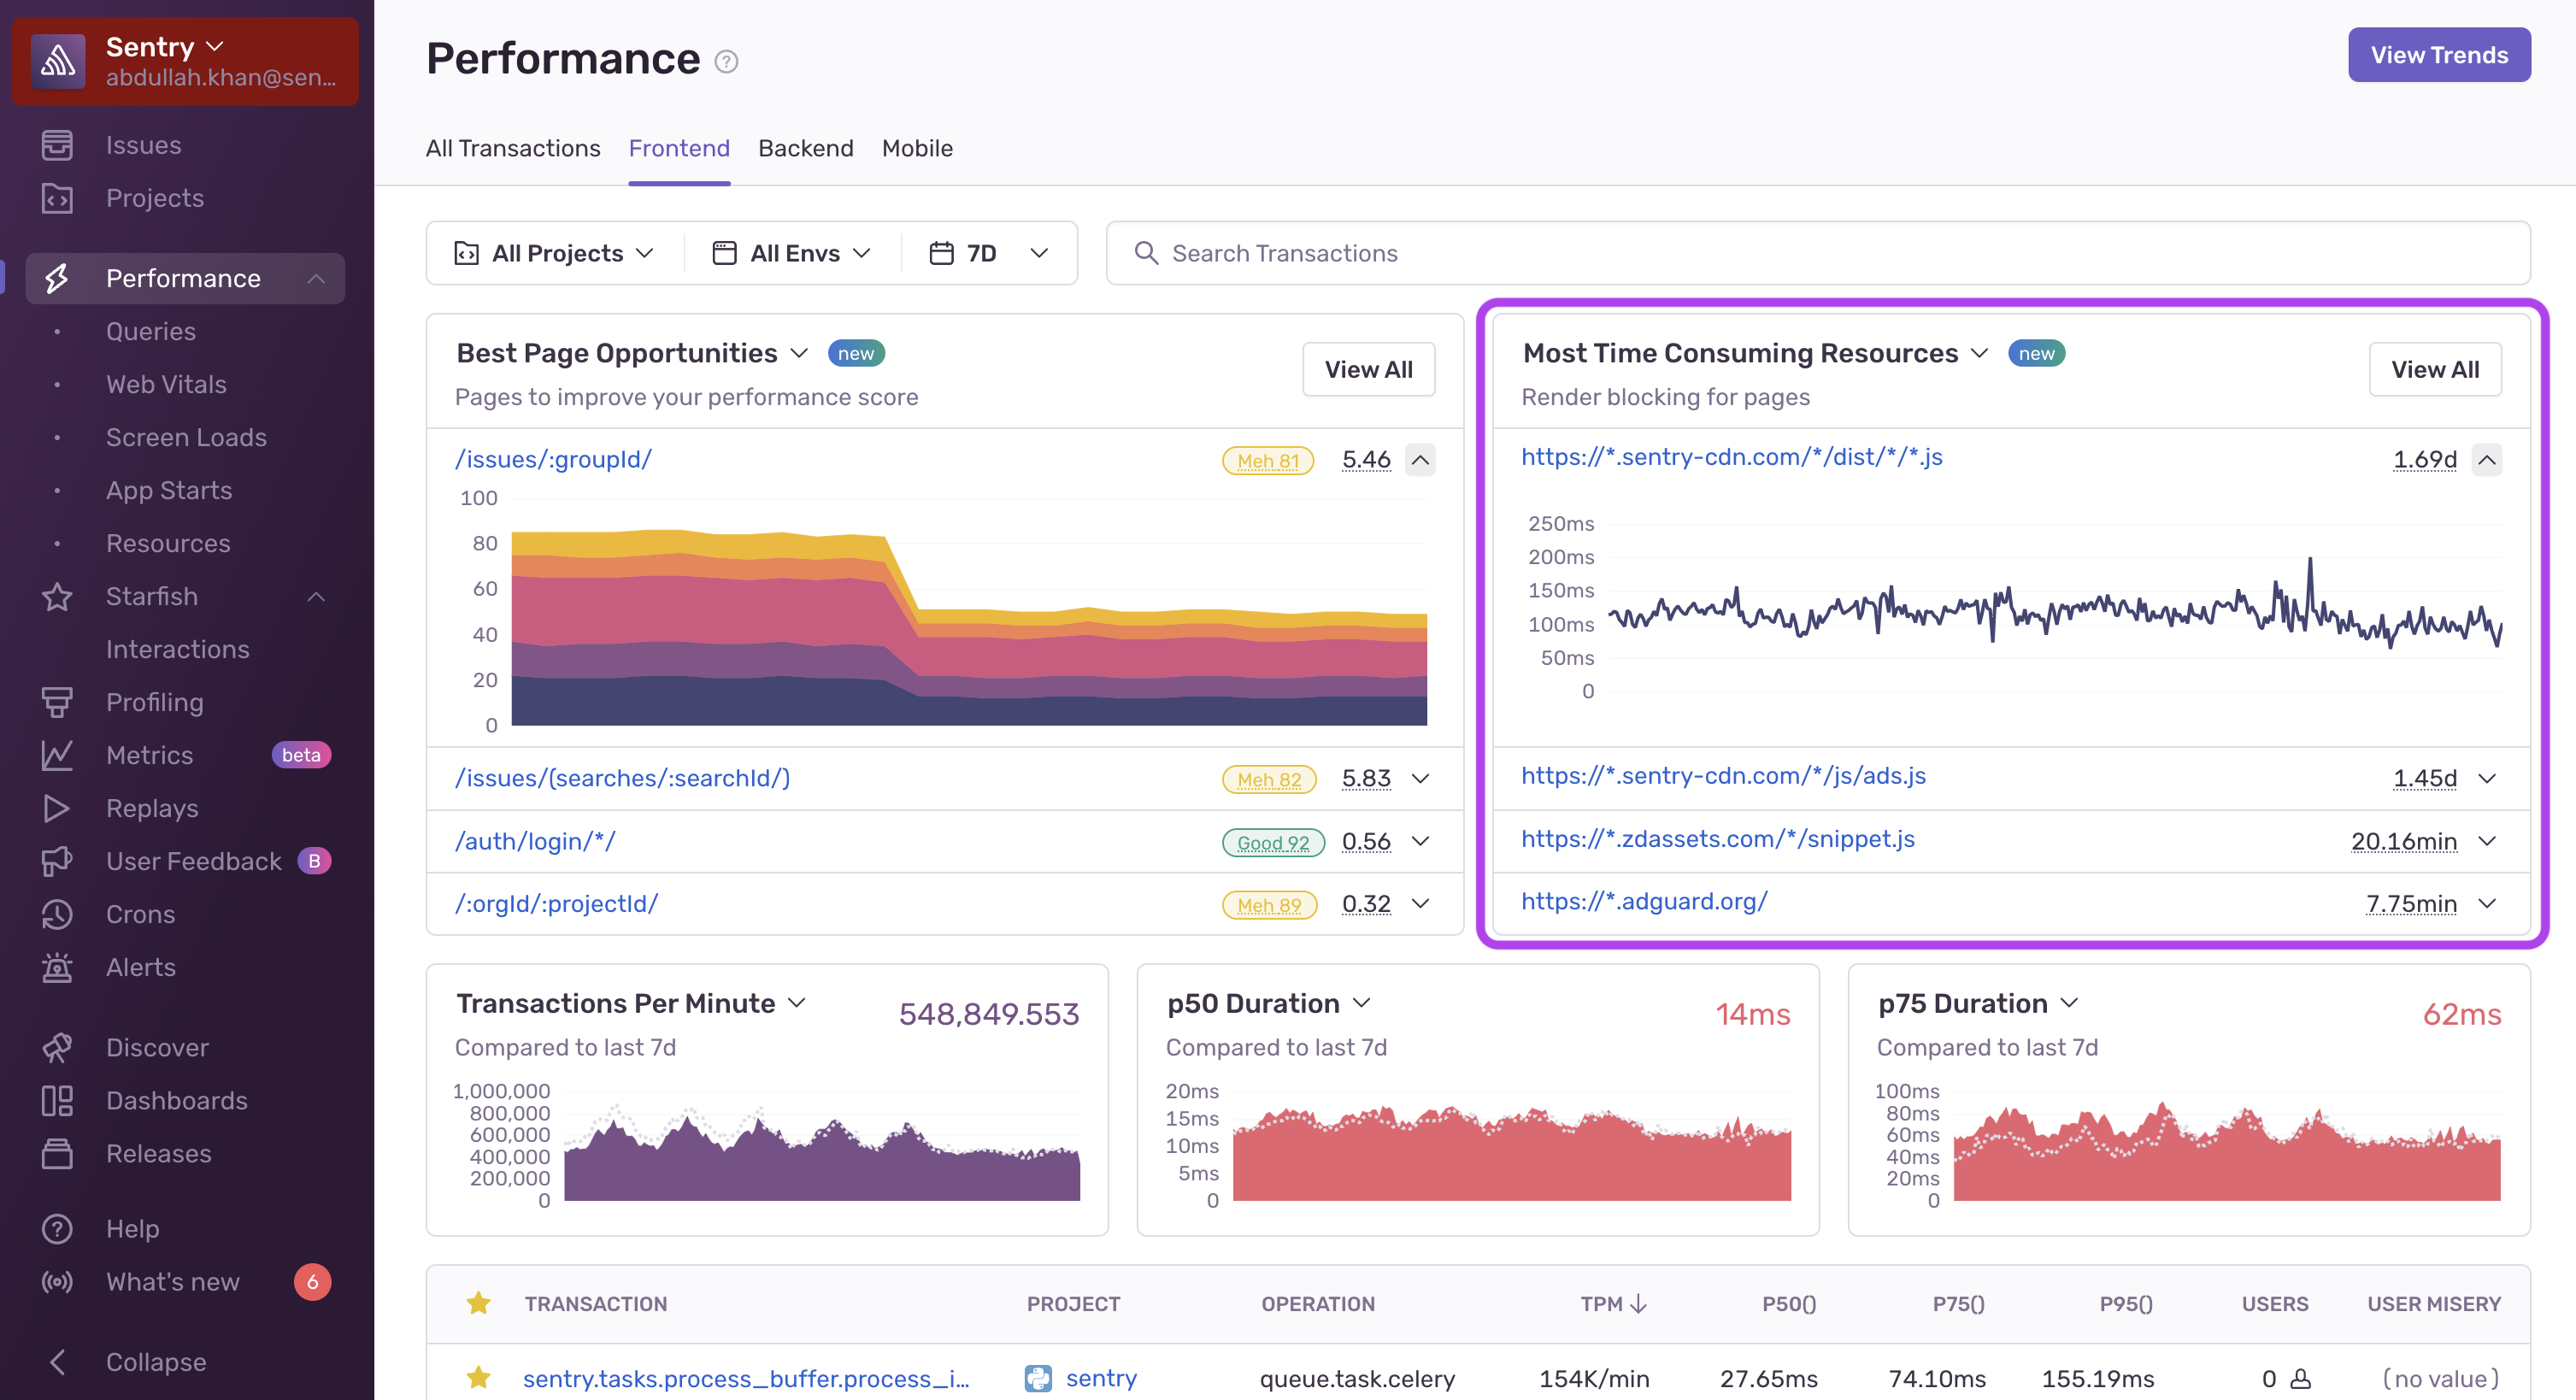 Sentry
abdullah.khan@sen...
Issues
Projects
Performance
Queries
Web Vitals
Screen Loads
App Starts
Resources
Starfish
Interactions
Profiling
Metrics beta
Replays
User Feedback B
Crons
Alerts
Discover
Dashboards
Releases
Help
What's new 6
Collapse
Performance ?
View Trends
All Transactions Frontend Backend Mobile
All Projects All Envs 7D Search Transactions
Best Page Opportunities new
Pages to improve your performance score
View All
/issues/:groupId/ Meh 81 5.46
100
80
60
40
20
0
/issues/(searches/:searchId/) Meh 82 5.83
/auth/login/*/ Good 92 0.56
/:orgId/:projectId/ Meh 89 0.32
Most Time Consuming Resources new
Render blocking for pages
View All
https://*.sentry-cdn.com/*/dist/*/*.js 1.69d
250ms
200ms
150ms
100ms
50ms
0
https://*.sentry-cdn.com/*/js/ads.js 1.45d
https://*.zdassets.com/*/snippet.js 20.16min
https://*.adguard.org/ 7.75min
Transactions Per Minute 548,849.553
Compared to last 7d
1,000,000
800,000
600,000
400,000
200,000
0
p50 Duration 14ms
Compared to last 7d
20ms
15ms
10ms
5ms
0
p75 Duration 62ms
Compared to last 7d
100ms
80ms
60ms
40ms
20ms
0
TRANSACTION PROJECT OPERATION TPM P50() P75() P95() USERS USER MISERY
sentry.tasks.process_buffer.process_i... sentry queue.task.celery 154K/min 27.65ms 74.10ms 155.19ms 0 (no value)